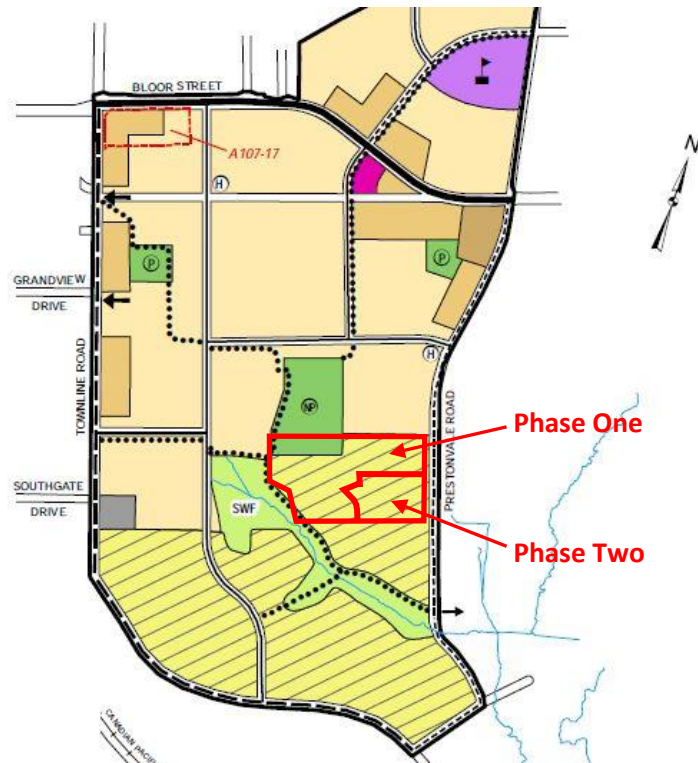 BLOOR STREET
A107-17
H
N
P
P
GRANDVIEW
DRIVE
TOWNLINE ROAD
H
NP
Phase One
PRESTONVALE ROAD
SOUTHGATE
DRIVE
SWF
Phase Two
CANADIAN PACIFIC